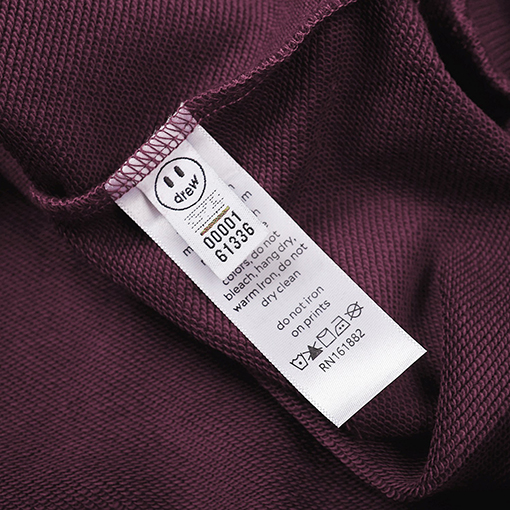 drew
00001
61336
colors, do not
bleach, hang dry,
warm iron, do not
dry clean
do not iron
on prints
RN161882